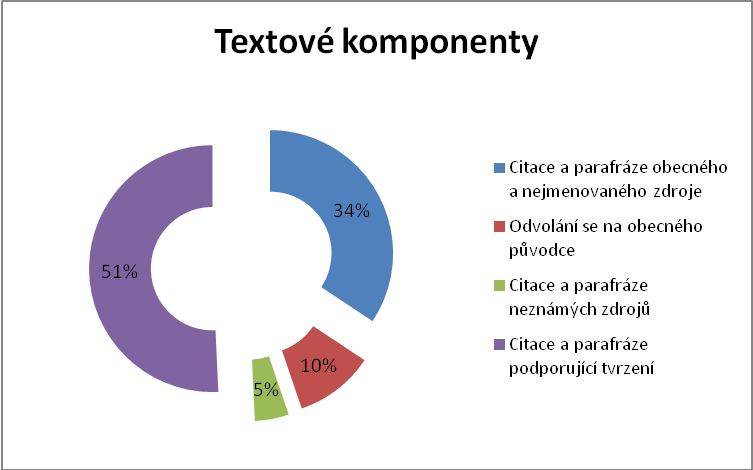 Textové komponenty
34%
10%
5%
51%
Citace a parafráze obecného
a nejmenovaného zdroje
Odvolání se na obecného
původce
Citace a parafráze
neznámých zdrojů
Citace a parafráze
podporující tvrzení